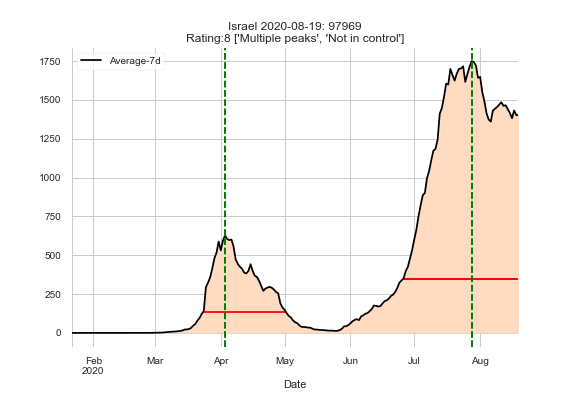 Israel 2020-08-19: 97969
Rating:8 ['Multiple peaks', 'Not in control']
Average-7d
1750
1500
1250
1000
750
500
250
0
Feb Mar Apr May Jun Jul Aug
2020
Date